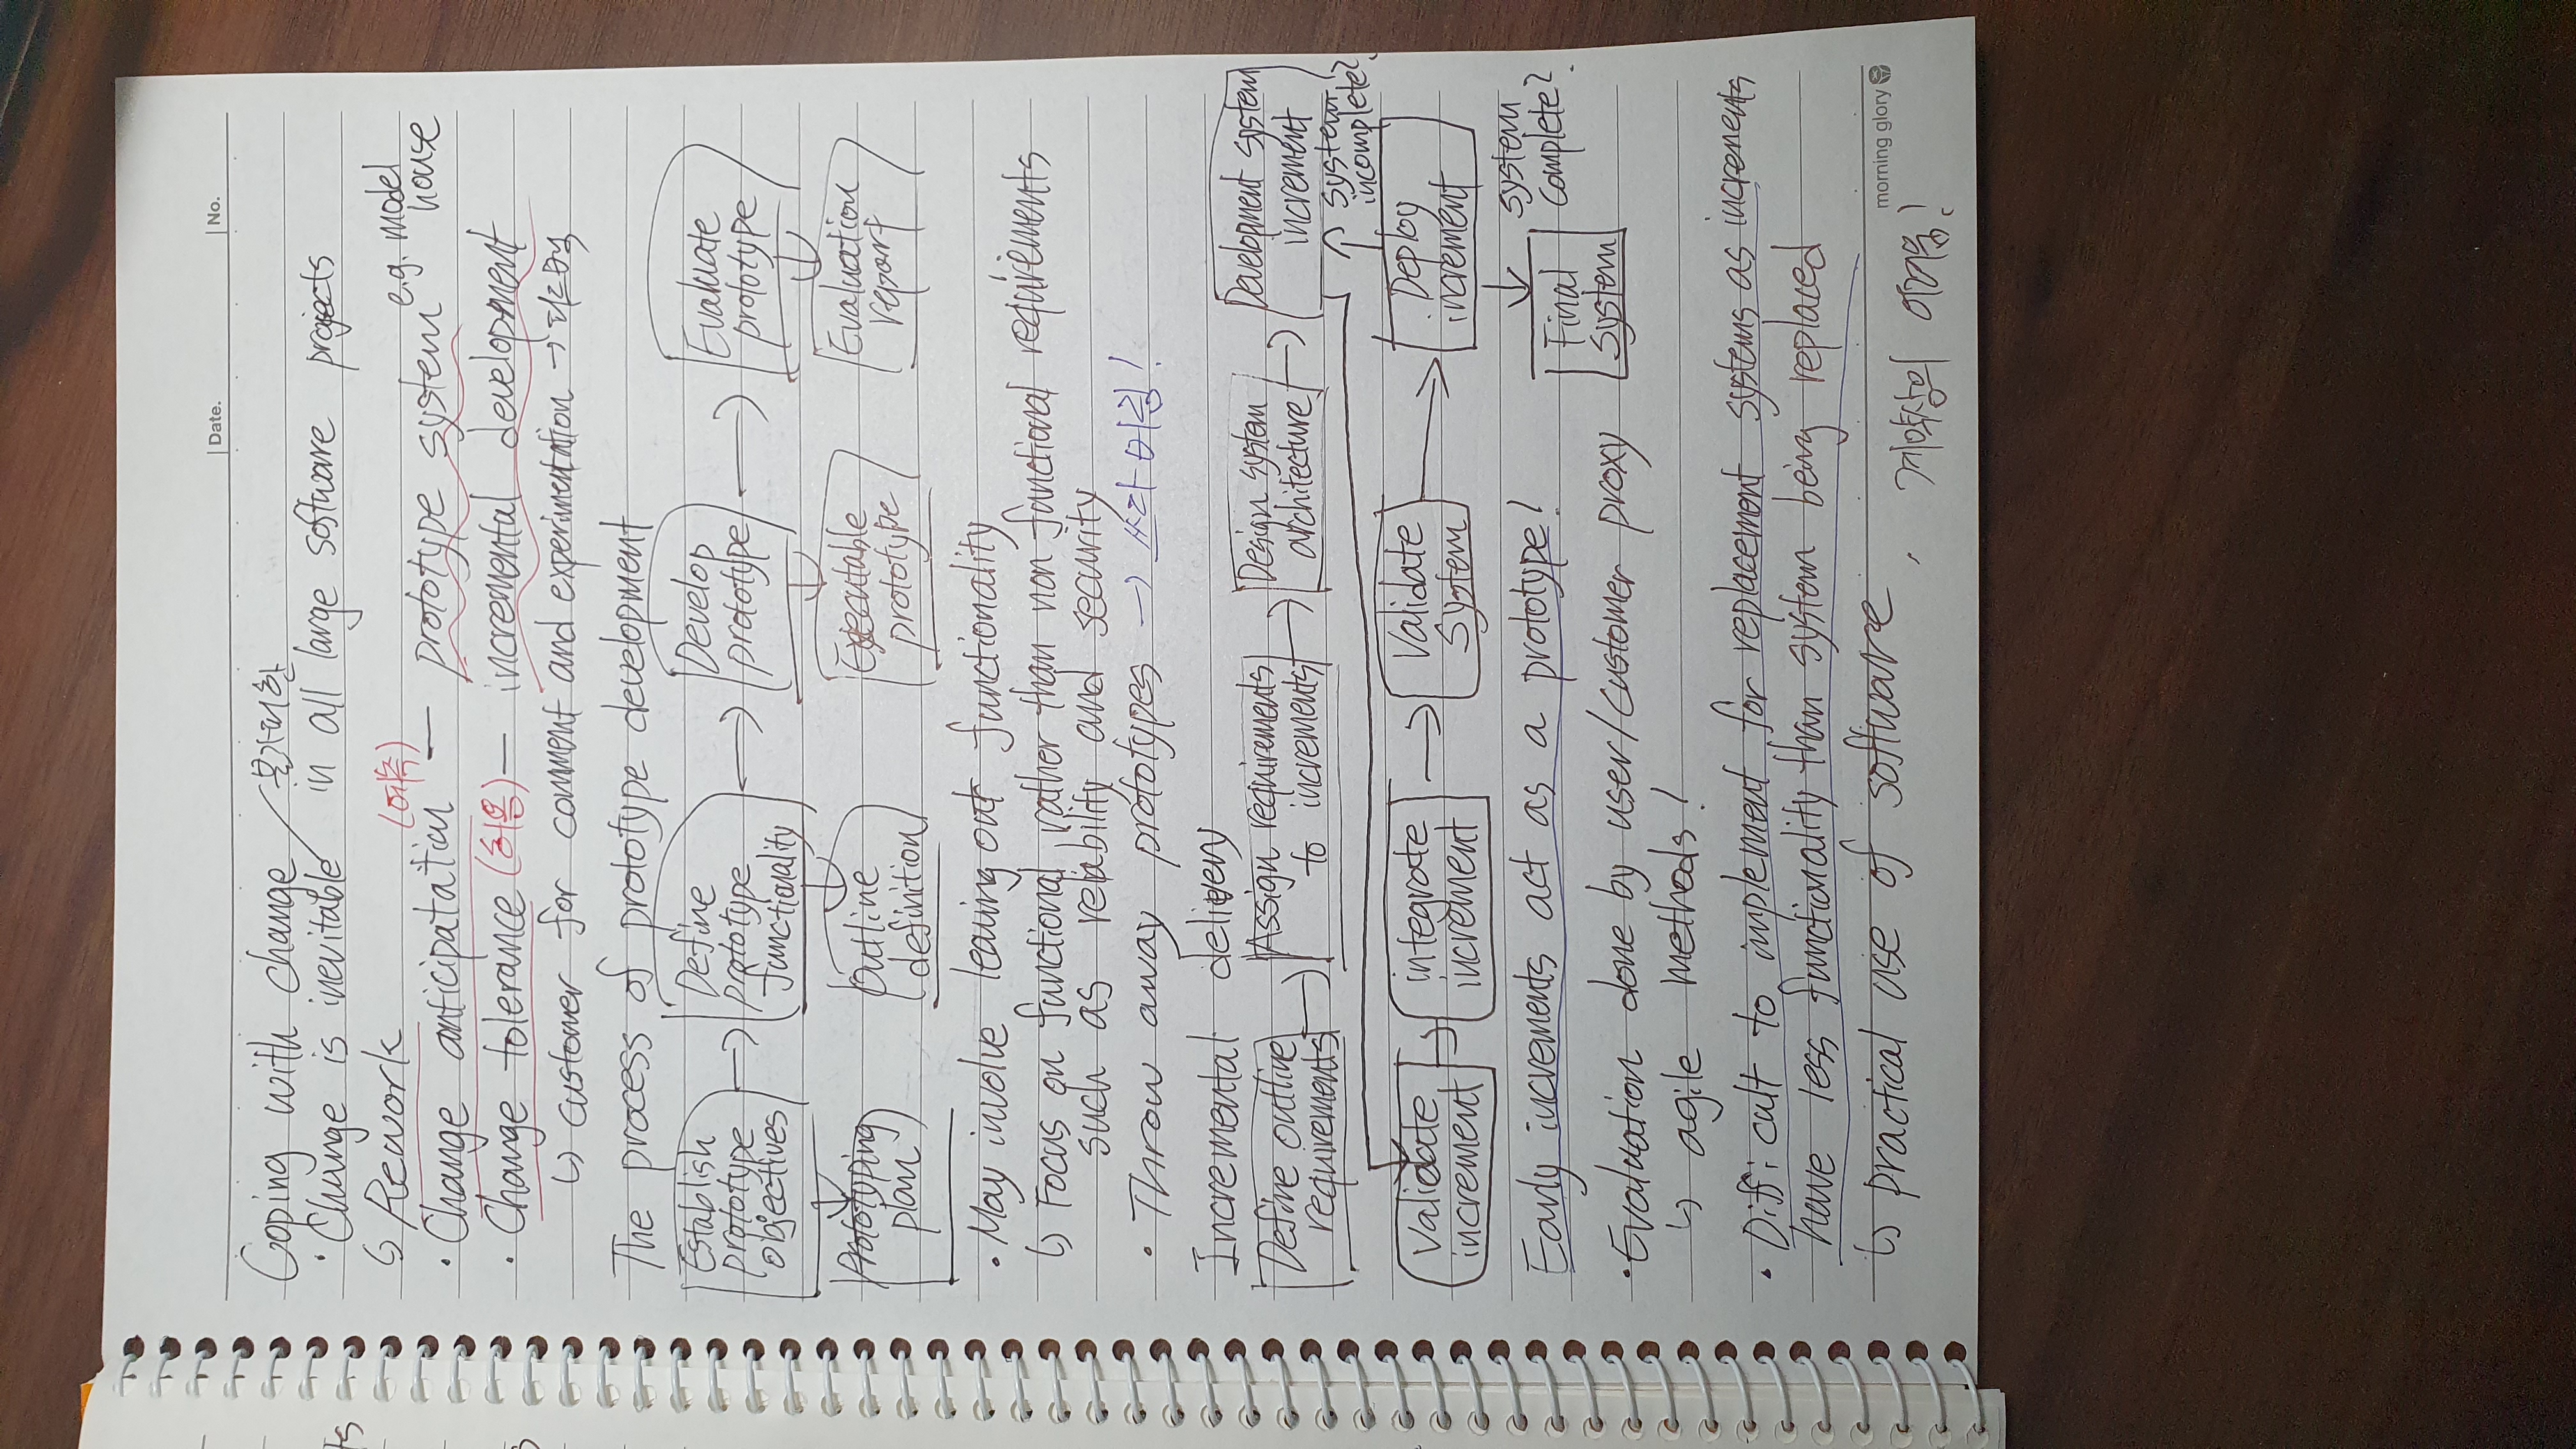 Date. No.
Coping with change 불가피한
· Change is inevitable in all large software projects
↳ Rework
· Change anticipatation (예측) — prototype system e.g. model house
· Change tolerance (허용) — incremental development
↳ customer for comment and experimentation → 피드백
The process of prototype development
Establish prototype objectives → Define prototype functionality → Develop prototype → Evaluate prototype
Prototyping plan Outline definition Executable prototype Evaluation report
· May involve leaving out functionality
↳ Focus on functional rather than non functional requirements
such as reliability and security
· Throw away prototypes →
Incremental delivery
Define outline requirements → Assign requirements to increments → Design system architecture → Development system increment
system incomplete?
Validate increment → integrate increment → Validate system → Deploy increment
system complete?
Final system
Early increments act as a prototype!
· Evaluation done by user/customer proxy
↳ agile methods!
· Difficult to implement for replacement systems as increments
have less functionality than system being replaced
↳ practical use of software, 계약상의 어려움!
morning glory